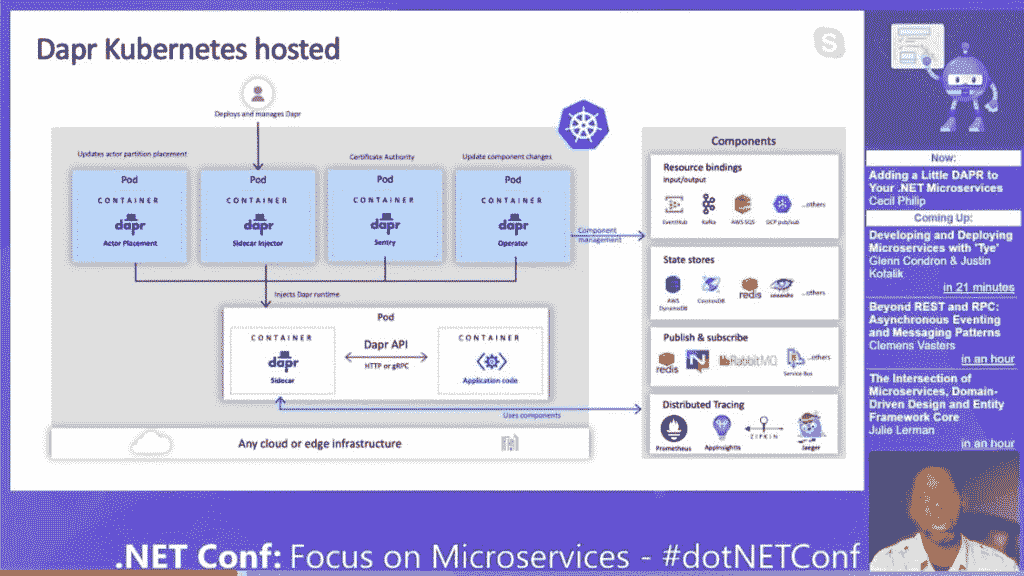 Dapr Kubernetes hosted
Deploys and manages Dapr
Updates actor partition placement
Certificate Authority
Update component changes
Pod
CONTAINER
dapr
Actor Placement
Pod
CONTAINER
dapr
Sidecar Injector
Pod
CONTAINER
dapr
Sentry
Pod
CONTAINER
dapr
Operator
Component
management
Injects Dapr runtime
Pod
CONTAINER
dapr
Sidecar
Dapr API
HTTP or gRPC
CONTAINER
Application code
Uses components
Any cloud or edge infrastructure
Components
Resource bindings
Input/output
EventHub
Kafka
AWS SQS
GCP pub/sub
...others
State stores
AWS
DynamoDB
CosmosDB
redis
...others
Publish & subscribe
redis
RabbitMQ
Service Bus
...others
Distributed Tracing
Prometheus
AppInsights
ZIPKIN
Jaeger
Now:
Adding a Little DAPR to
Your .NET Microservices
Cecil Philip
Coming Up:
Developing and Deploying
Microservices with 'Tye'
Glenn Condron & Justin
Kotalik
in 21 minutes
Beyond REST and RPC:
Asynchronous Eventing
and Messaging Patterns
Clemens Vasters
in an hour
The Intersection of
Microservices, Domain-
Driven Design and Entity
Framework Core
Julie Lerman
in an hour
.NET Conf: Focus on Microservices - #dotNETConf